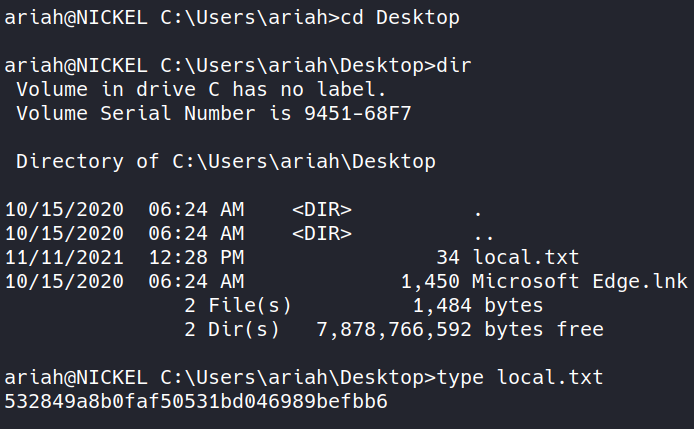 ariah@NICKEL C:\Users\ariah>cd Desktop
ariah@NICKEL C:\Users\ariah\Desktop>dir
 Volume in drive C has no label.
 Volume Serial Number is 9451-68F7
 Directory of C:\Users\ariah\Desktop
10/15/2020  06:24 AM    <DIR>          .
10/15/2020  06:24 AM    <DIR>          ..
11/11/2021  12:28 PM                34 local.txt
10/15/2020  06:24 AM             1,450 Microsoft Edge.lnk
               2 File(s)          1,484 bytes
               2 Dir(s)   7,878,766,592 bytes free
ariah@NICKEL C:\Users\ariah\Desktop>type local.txt
532849a8b0faf50531bd046989befbb6